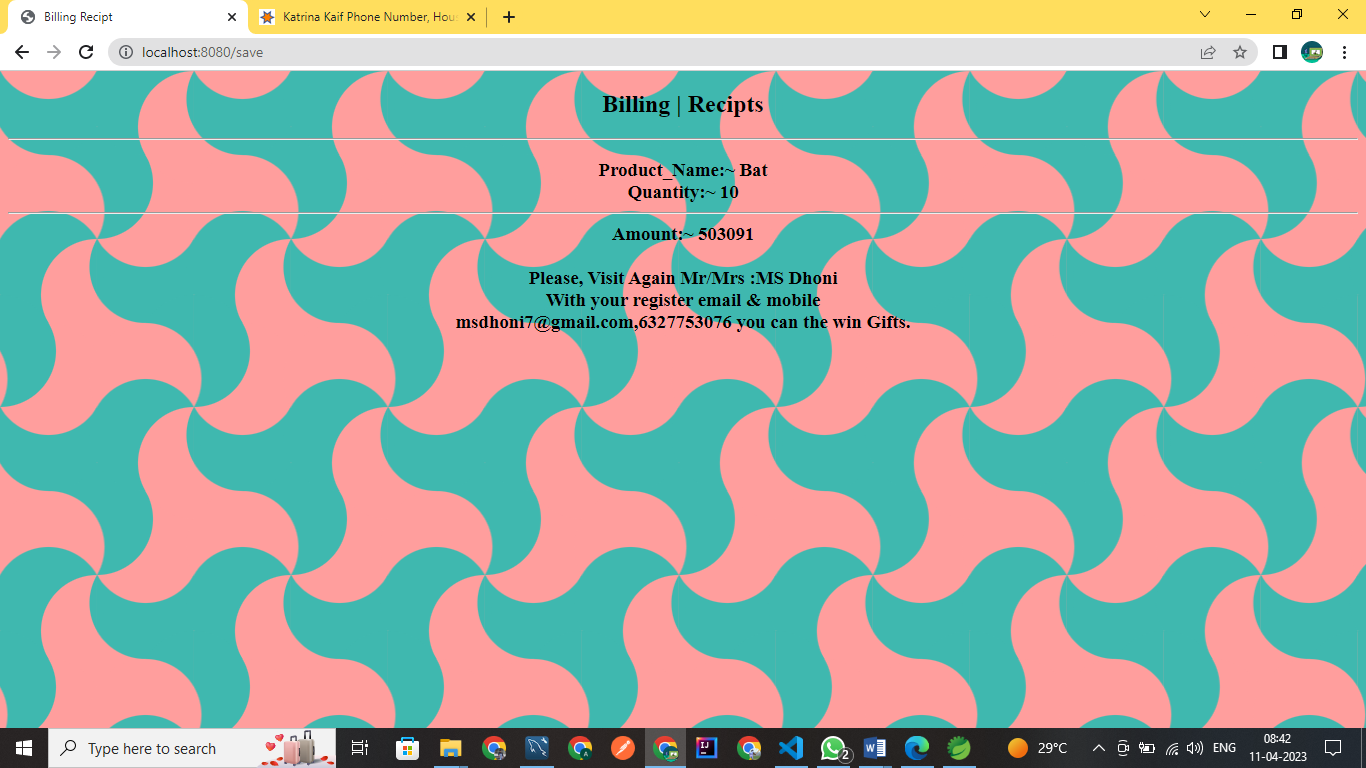 Billing Recipt
Katrina Kaif Phone Number, Hou
localhost:8080/save
Billing | Recipts
Product_Name:~ Bat
Quantity:~ 10
Amount:~ 503091
Please, Visit Again Mr/Mrs :MS Dhoni
With your register email & mobile
msdhoni7@gmail.com,6327753076 you can the win Gifts.
Type here to search
2
29°C
ENG
08:42
11-04-2023